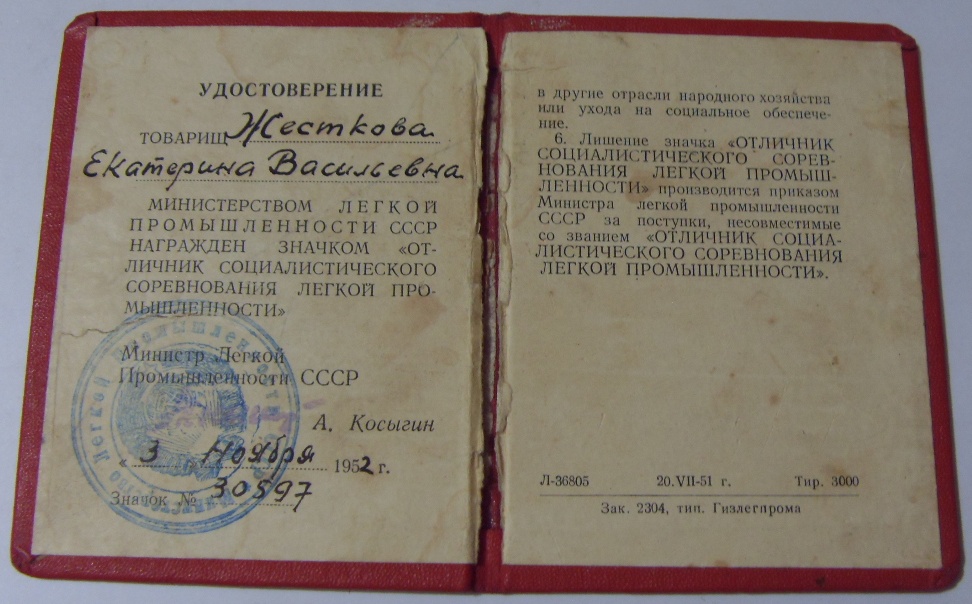 УДОСТОВЕРЕНИЕ
ТОВАРИЩ Жесткова
Екатерина Васильевна
МИНИСТЕРСТВОМ ЛЕГКОЙ
ПРОМЫШЛЕННОСТИ СССР
НАГРАЖДЕН ЗНАЧКОМ «ОТ-
ЛИЧНИК СОЦИАЛИСТИЧЕСКОГО
СОРЕВНОВАНИЯ ЛЕГКОЙ ПРО-
МЫШЛЕННОСТИ»
Министр Легкой
Промышленности СССР
А. Косыгин
«3 Ноября 1952 г.
Значок № 30597
в другие отрасли народного хозяйства
или ухода на социальное обеспече-
ние.
6. Лишение значка «ОТЛИЧНИК
СОЦИАЛИСТИЧЕСКОГО СОРЕВ-
НОВАНИЯ ЛЕГКОЙ ПРОМЫШ-
ЛЕННОСТИ» производится приказом
Министра легкой промышленности
СССР за поступки, несовместимые
со званием «ОТЛИЧНИК СОЦИА-
ЛИСТИЧЕСКОГО СОРЕВНОВАНИЯ
ЛЕГКОЙ ПРОМЫШЛЕННОСТИ».
Л-36805 20.VII-51 г. Тир. 3000
Зак. 2304, тип. Гизлегпрома